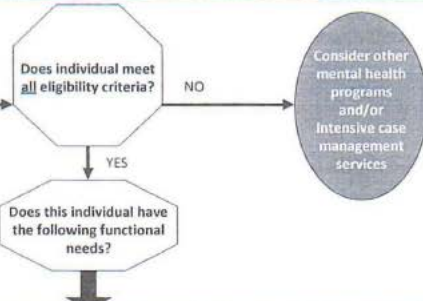 Does individual meet
all eligibility criteria?
NO
Consider other
mental health
programs
and/or
Intensive case
management
services
YES
Does this individual have
the following functional
needs?